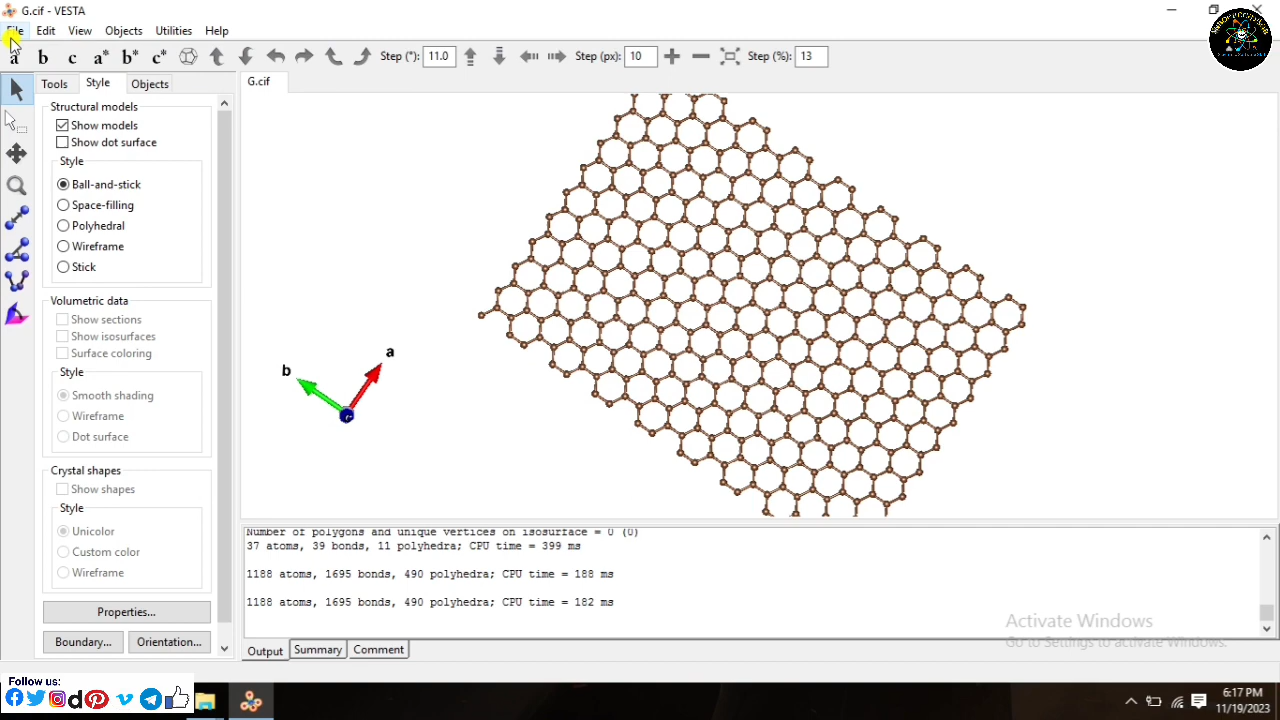 G.cif - VESTA
File Edit View Objects Utilities Help
a b c a* b* c* Step (°): 11.0 Step (px): 10 Step (%): 13
Tools Style Objects
G.cif
Structural models
Show models
Show dot surface
Style
Ball-and-stick
Space-filling
Polyhedral
Wireframe
Stick
Volumetric data
Show sections
Show isosurfaces
Surface coloring
Style
Smooth shading
Wireframe
Dot surface
Crystal shapes
Show shapes
Style
Unicolor
Custom color
Wireframe
Properties...
Boundary... Orientation...
a
b
Number of polygons and unique vertices on isosurface = 0 (0)
37 atoms, 39 bonds, 11 polyhedra; CPU time = 399 ms
1188 atoms, 1695 bonds, 490 polyhedra; CPU time = 188 ms
1188 atoms, 1695 bonds, 490 polyhedra; CPU time = 182 ms
Output Summary Comment
Activate Windows
Go to Settings to activate Windows.
Follow us:
6:17 PM
11/19/2023